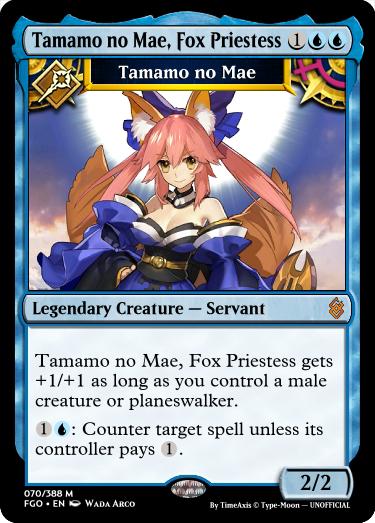 Tamamo no Mae, Fox Priestess 1
Tamamo no Mae
Legendary Creature — Servant
Tamamo no Mae, Fox Priestess gets
+1/+1 as long as you control a male
creature or planeswalker.
1 : Counter target spell unless its
controller pays 1 .
2/2
070/388 M
FGO • EN Wada Arco
By TimeAxis © Type-Moon — UNOFFICIAL